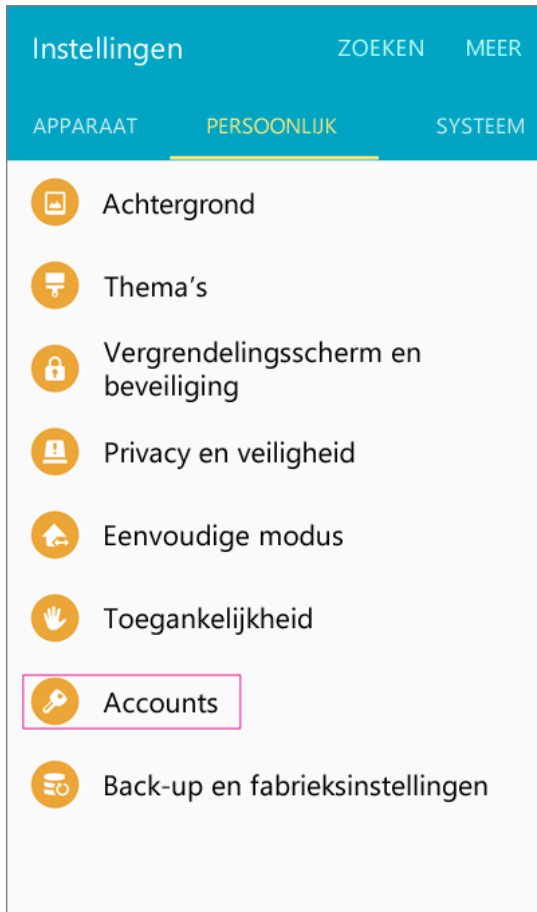 Instellingen ZOEKEN MEER
APPARAAT PERSOONLIJK SYSTEEM
Achtergrond
Thema's
Vergrendelingsscherm en
beveiliging
Privacy en veiligheid
Eenvoudige modus
Toegankelijkheid
Accounts
Back-up en fabrieksinstellingen